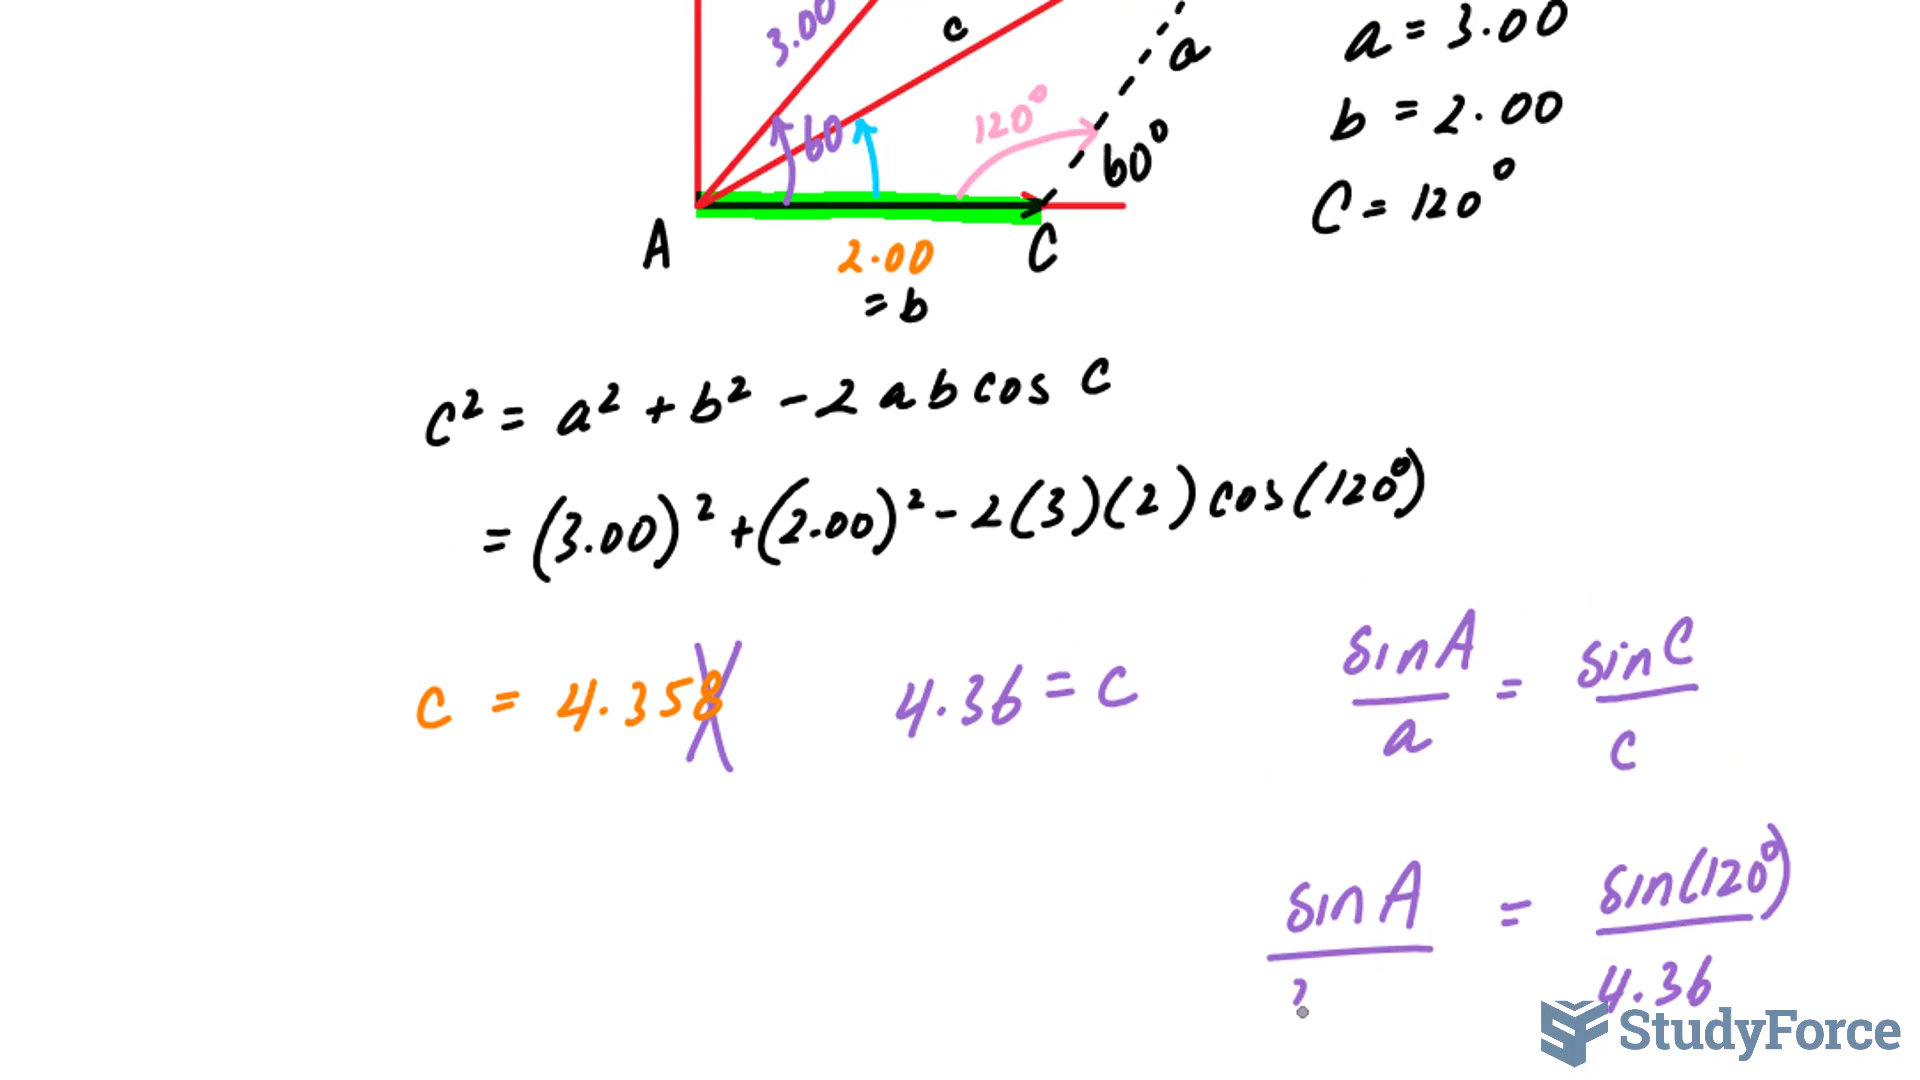 3.00
c
a
a = 3.00
120°
60
60°
b = 2.00
C = 120°
A
2.00
C
= b
c² = a² + b² - 2 a b cos C
= (3.00)² + (2.00)² - 2(3)(2) cos(120°)
c = 4.358
4.36 = c
sin A / a = sin C / c
sin A / = sin(120°) / 4.36
StudyForce